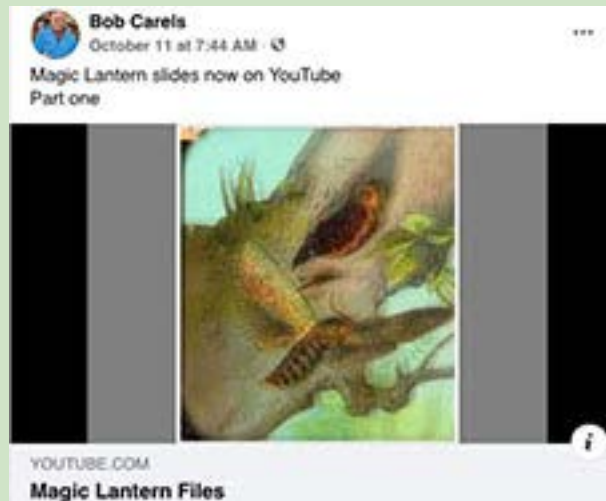 Bob Carels
October 11 at 7:44 AM ·
Magic Lantern slides now on YouTube
Part one
i
YOUTUBE.COM
Magic Lantern Files